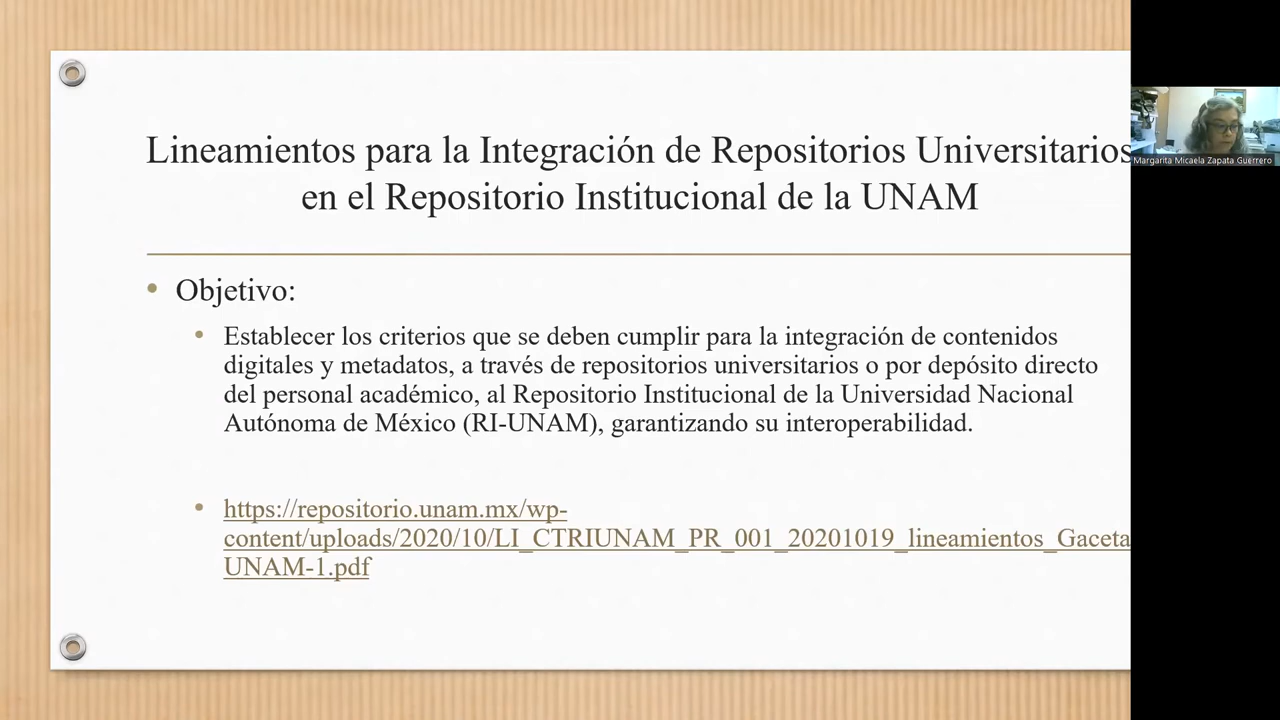 Lineamientos para la Integración de Repositorios Universitarios
en el Repositorio Institucional de la UNAM
Objetivo:
Establecer los criterios que se deben cumplir para la integración de contenidos
digitales y metadatos, a través de repositorios universitarios o por depósito directo
del personal académico, al Repositorio Institucional de la Universidad Nacional
Autónoma de México (RI-UNAM), garantizando su interoperabilidad.
https://repositorio.unam.mx/wp-
content/uploads/2020/10/LI_CTRIUNAM_PR_001_20201019_lineamientos_Gaceta
UNAM-1.pdf
Margarita Micaela Zapata Guerrero